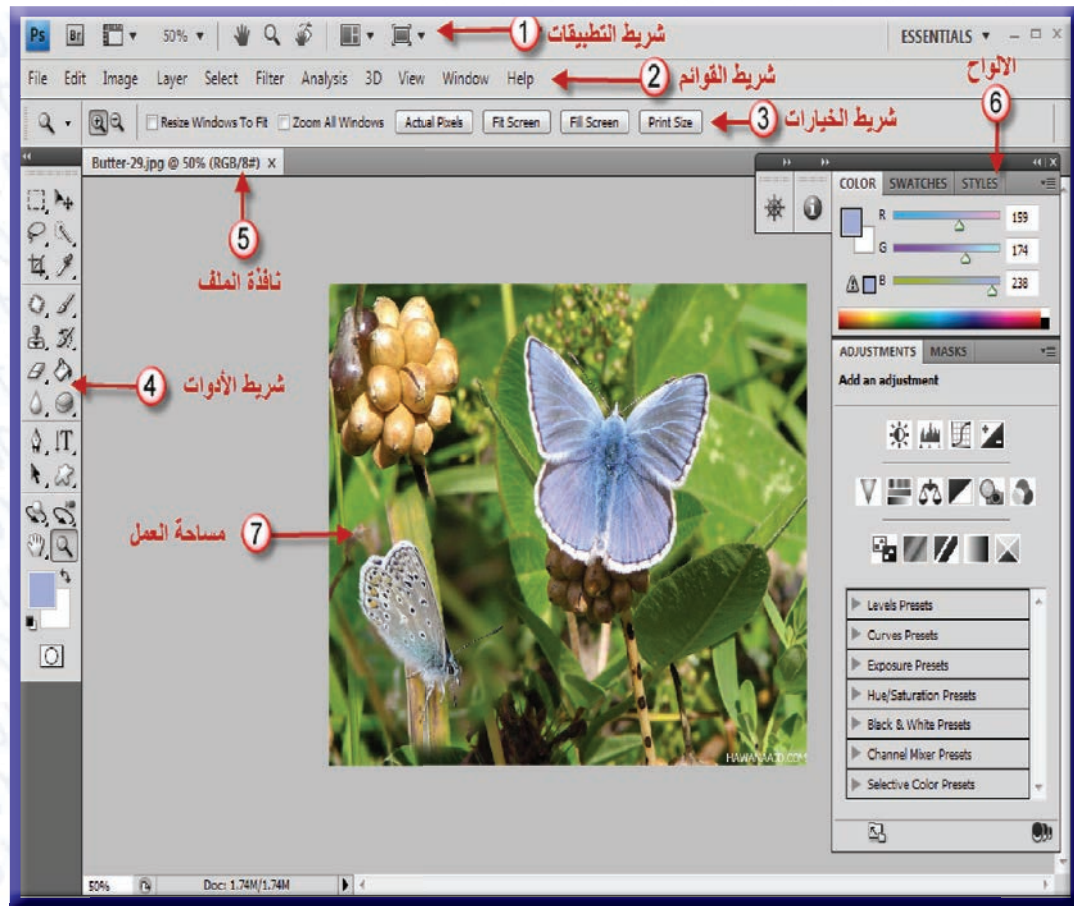 Ps Br 50% شريط التطبيقات 1 ESSENTIALS
File Edit Image Layer Select Filter Analysis 3D View Window Help 2 شريط القوائم
الالواح
6
Resize Windows To Fit Zoom All Windows Actual Pixels Fit Screen Fill Screen Print Size 3 شريط الخيارات
Butter-29.jpg @ 50% (RGB/8#) x
5
نافذة الملف
COLOR SWATCHES STYLES
R 159
G 174
B 238
ADJUSTMENTS MASKS
Add an adjustment
4 شريط الأدوات
7 مساحة العمل
T
Levels Presets
Curves Presets
Exposure Presets
Hue/Saturation Presets
Black & White Presets
Channel Mixer Presets
Selective Color Presets
50% Doc: 1.74M/1.74M